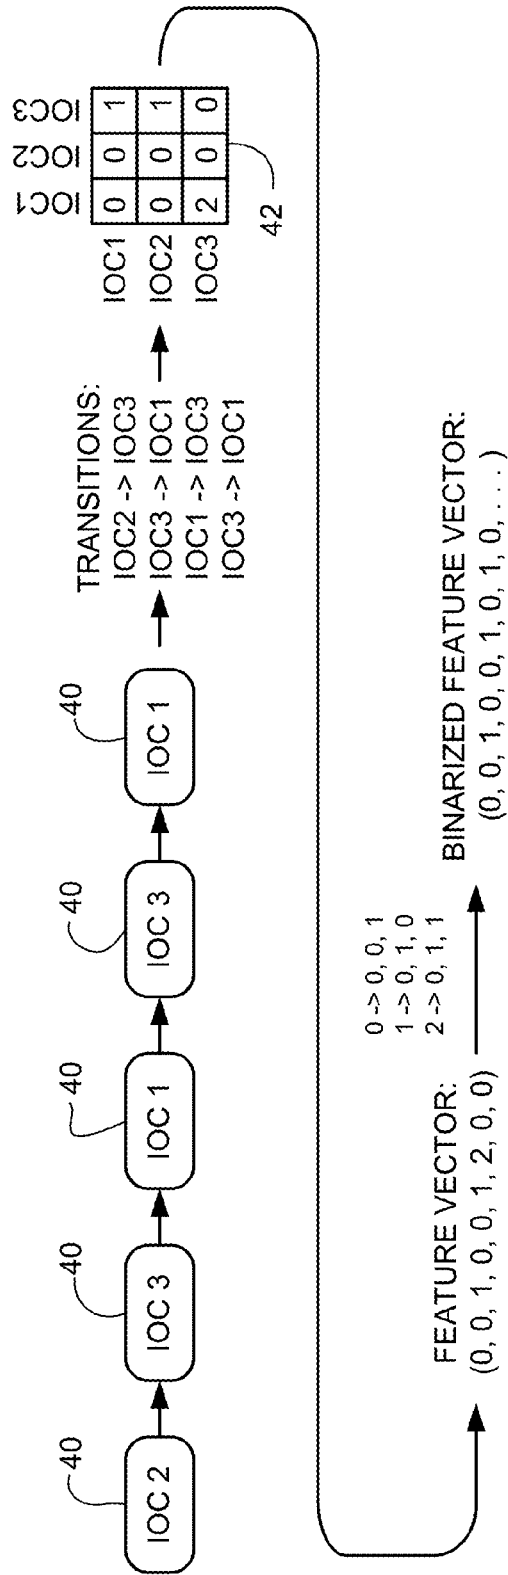 40
40
40
40
40
IOC 2
IOC 3
IOC 1
IOC 3
IOC 1
TRANSITIONS:
IOC2 -> IOC3
IOC3 -> IOC1
IOC1 -> IOC3
IOC3 -> IOC1
IOC1 IOC2 IOC3
IOC1 0 0 1
IOC2 0 0 1
IOC3 2 0 0
42
FEATURE VECTOR:
(0, 0, 1, 0, 0, 1, 2, 0, 0)
0 -> 0, 0, 1
1 -> 0, 1, 0
2 -> 0, 1, 1
BINARIZED FEATURE VECTOR:
(0, 0, 1, 0, 0, 1, 0, 1, 0, . . . )